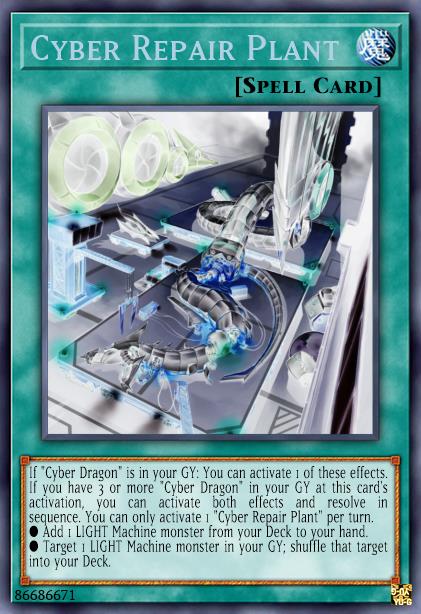 CYBER REPAIR PLANT
魔
[SPELL CARD]
If "Cyber Dragon" is in your GY: You can activate 1 of these effects.
If you have 3 or more "Cyber Dragon" in your GY at this card's
activation, you can activate both effects and resolve in
sequence. You can only activate 1 "Cyber Repair Plant" per turn.
● Add 1 LIGHT Machine monster from your Deck to your hand.
● Target 1 LIGHT Machine monster in your GY; shuffle that target
into your Deck.
86686671